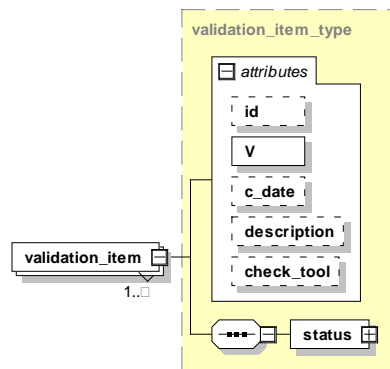 validation_item_type
attributes
id
V
c_date
description
check_tool
validation_item
1..□
status